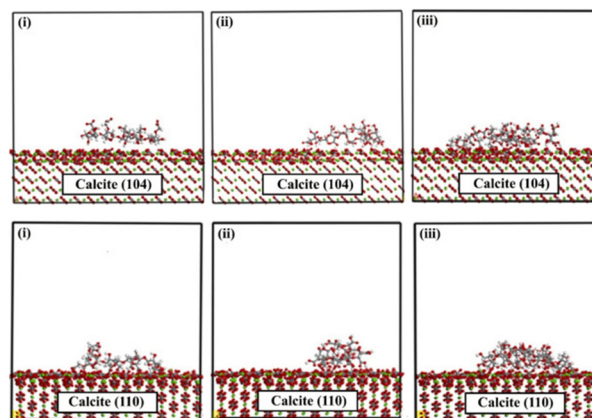 (i)
(ii)
(iii)
Calcite (104)
Calcite (104)
Calcite (104)
(i)
(ii)
(iii)
Calcite (110)
Calcite (110)
Calcite (110)